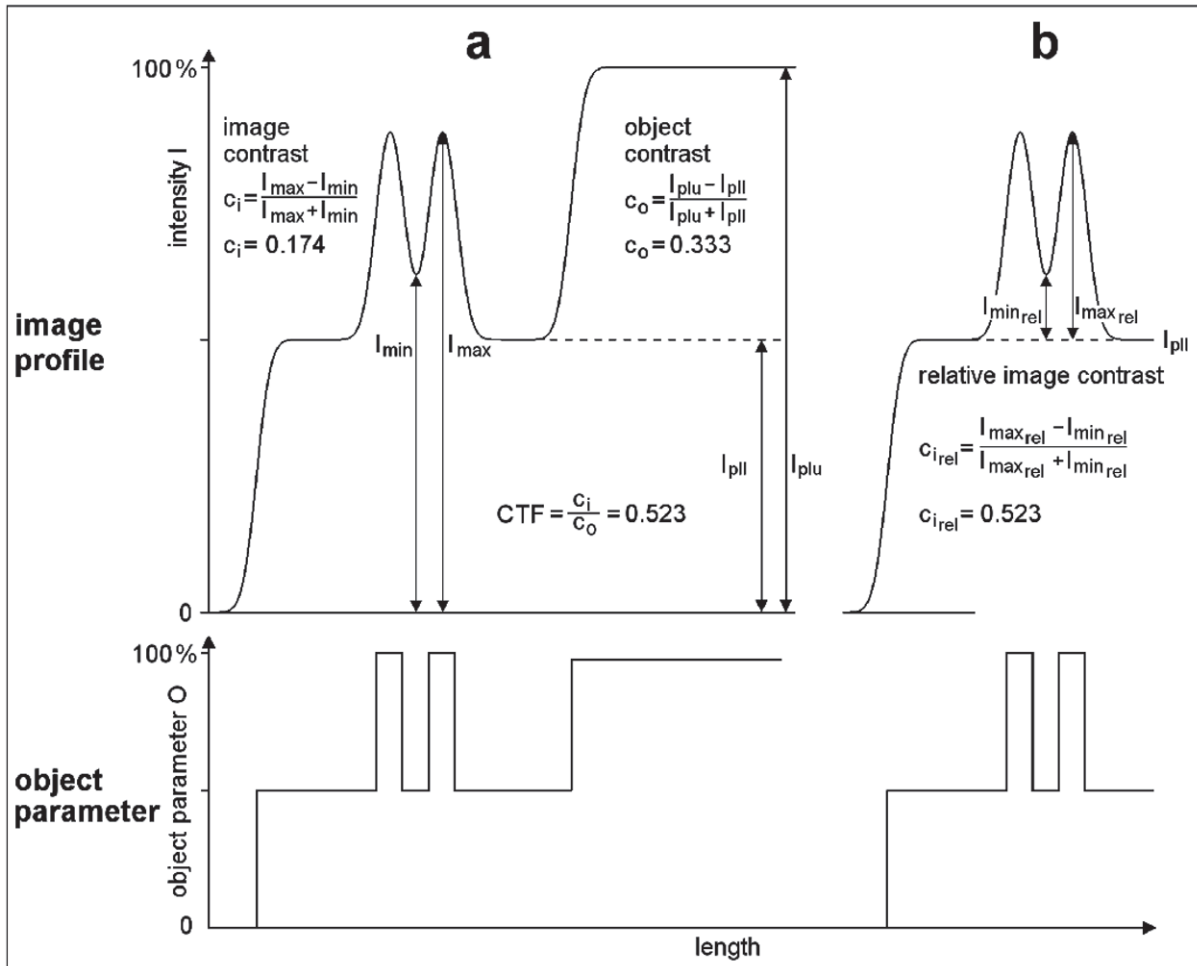 a
b
100%
intensity I
image
contrast
c_i = (I_max − I_min)/(I_max + I_min)
c_i = 0.174
object
contrast
c_o = (I_plu − I_pll)/(I_plu + I_pll)
c_o = 0.333
image
profile
I_min
I_max
I_pll
I_plu
CTF = c_i/c_o = 0.523
0
I_min_rel
I_max_rel
I_pll
relative image contrast
c_i_rel = (I_max_rel − I_min_rel)/(I_max_rel + I_min_rel)
c_i_rel = 0.523
100%
object parameter O
object
parameter
0
length